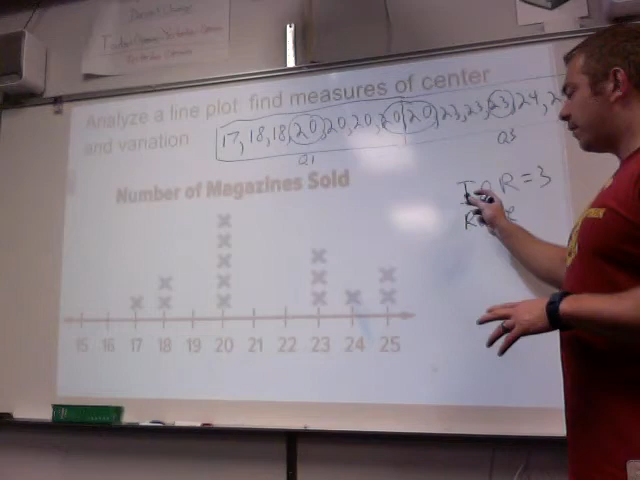 Analyze a line plot: find measures of center
and variation
17, 18, 18, 20, 20, 20, 20, 20, 23, 23, 23, 24, 2
Q1
Q3
Number of Magazines Sold
IQR = 3
15 16 17 18 19 20 21 22 23 24 25